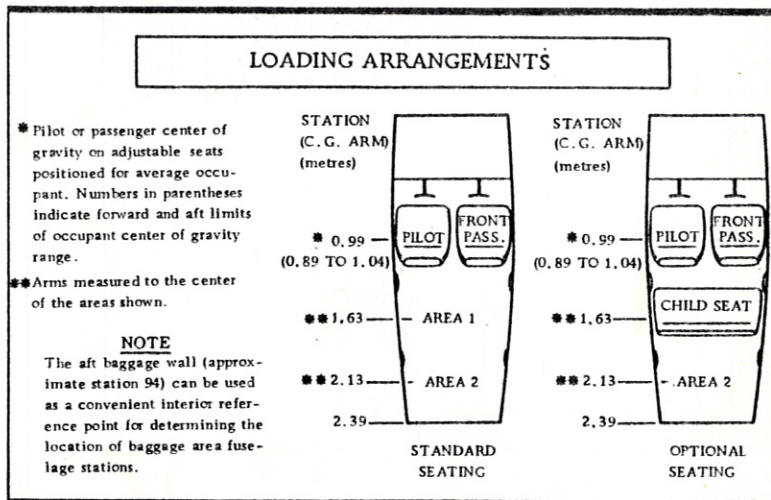 LOADING ARRANGEMENTS
* Pilot or passenger center of
gravity on adjustable seats
positioned for average occu-
pant. Numbers in parentheses
indicate forward and aft limits
of occupant center of gravity
range.
** Arms measured to the center
of the areas shown.
NOTE
The aft baggage wall (approx-
imate station 94) can be used
as a convenient interior refer-
ence point for determining the
location of baggage area fuse-
lage stations.
STATION
(C.G. ARM)
(metres)
* 0.99
(0.89 TO 1.04)
** 1.63
** 2.13
2.39
PILOT
FRONT
PASS.
AREA 1
AREA 2
STANDARD
SEATING
STATION
(C.G. ARM)
(metres)
* 0.99
(0.89 TO 1.04)
** 1.63
** 2.13
2.39
PILOT
FRONT
PASS.
CHILD SEAT
AREA 2
OPTIONAL
SEATING